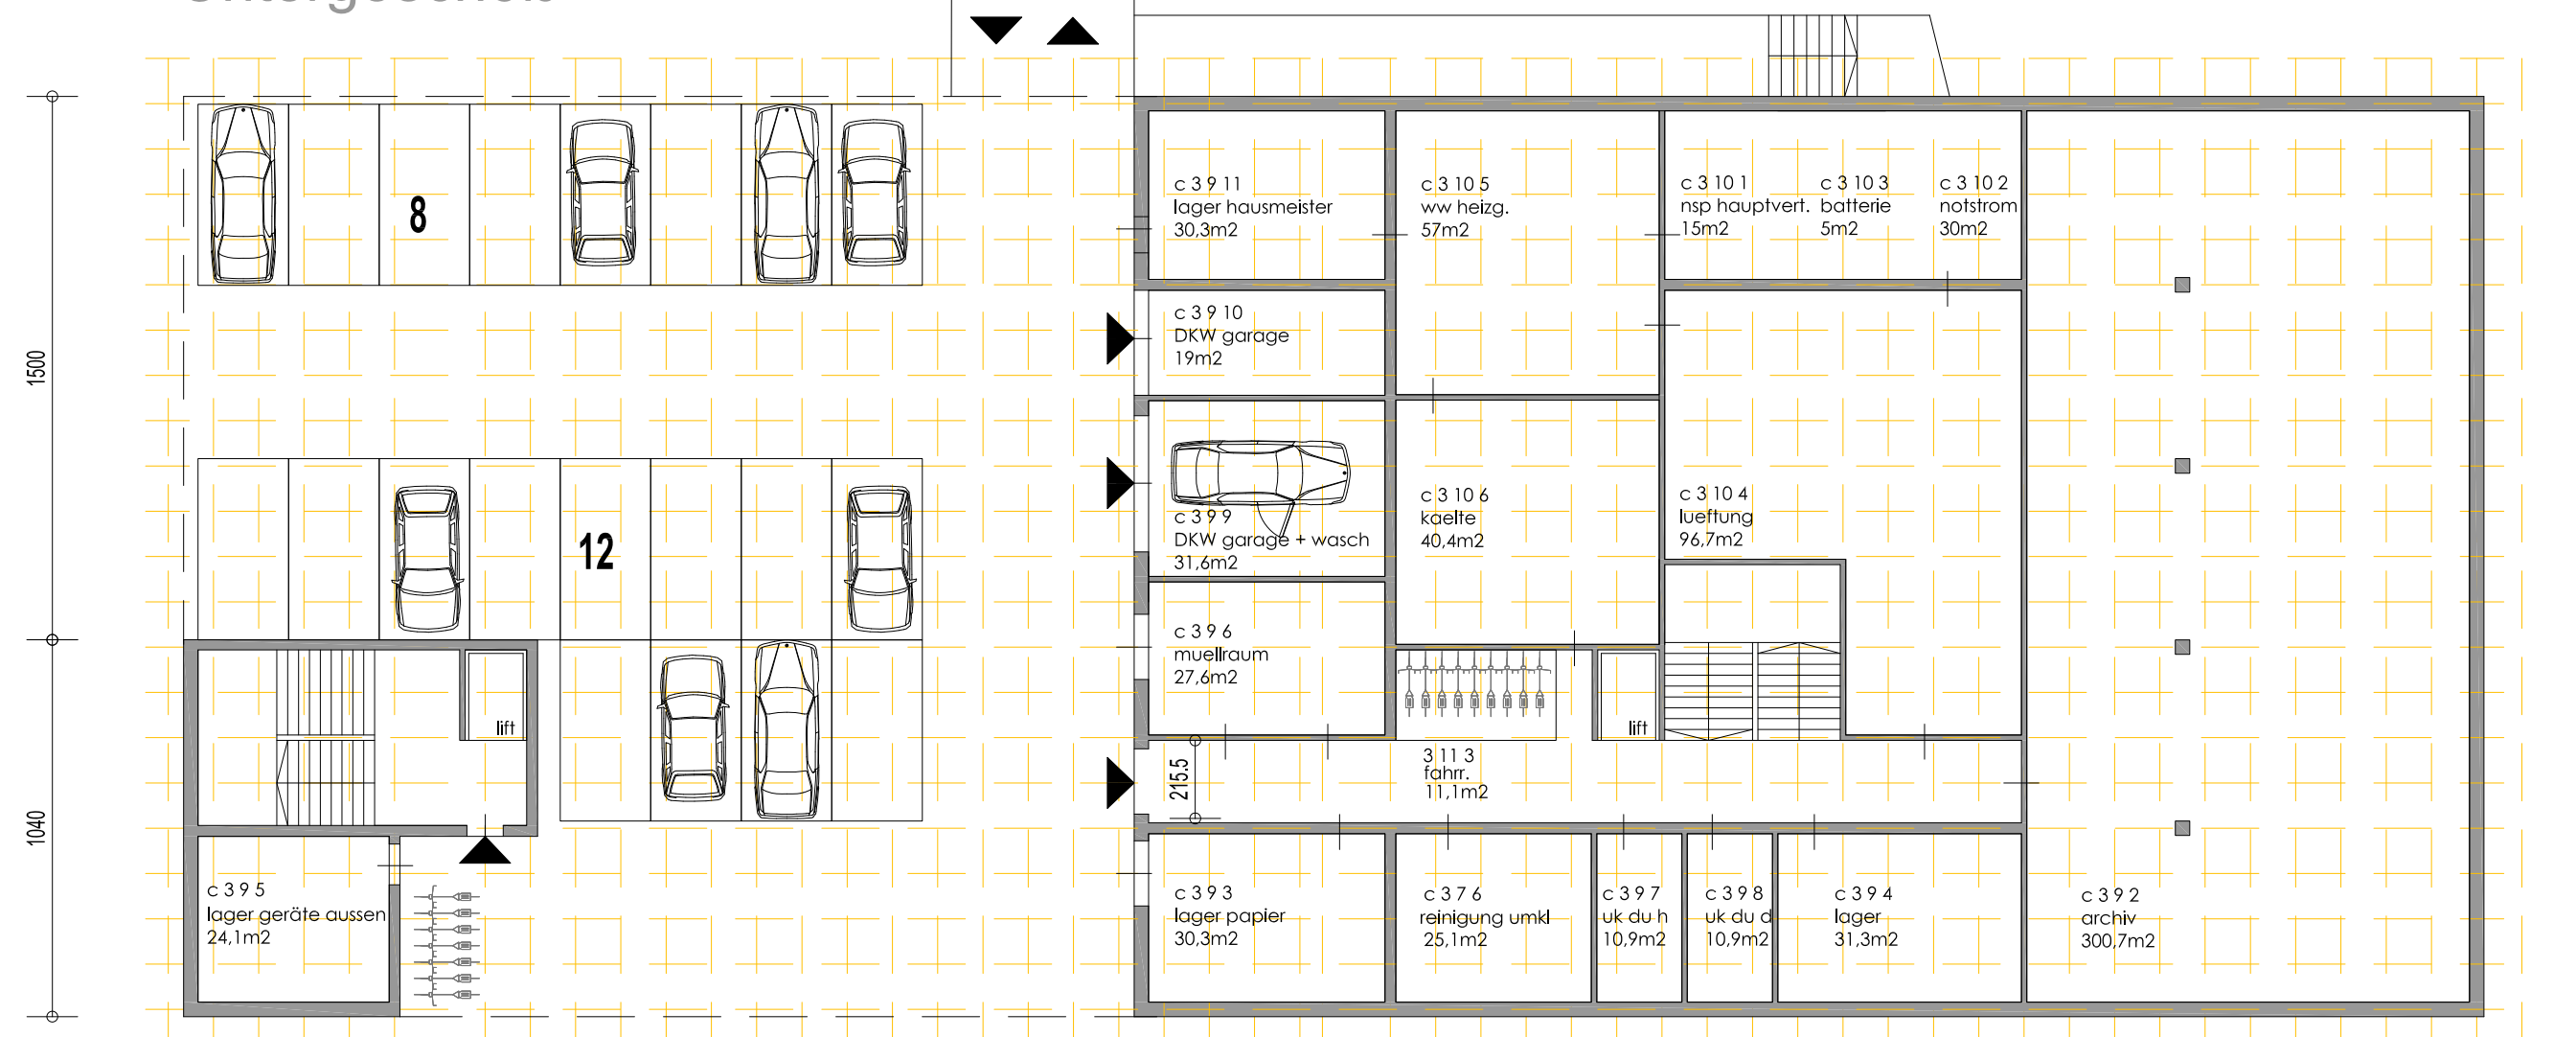 Untergeschoß
8
12
1500
1040
215.5
c 3 9 11
lager hausmeister
30,3m2
c 3 10 5
ww heizg.
57m2
c 3 10 1
nsp hauptvert.
15m2
c 3 10 3
batterie
5m2
c 3 10 2
notstrom
30m2
c 3 9 10
DKW garage
19m2
c 3 9 9
DKW garage + wasch
31,6m2
c 3 10 6
kaelte
40,4m2
c 3 10 4
lueftung
96,7m2
c 3 9 6
muellraum
27,6m2
lift
lift
3 11 3
fahrr.
11,1m2
c 3 9 5
lager geräte aussen
24,1m2
c 3 9 3
lager papier
30,3m2
c 3 7 6
reinigung umkl
25,1m2
c 3 9 7
uk du h
10,9m2
c 3 9 8
uk du d
10,9m2
c 3 9 4
lager
31,3m2
c 3 9 2
archiv
300,7m2